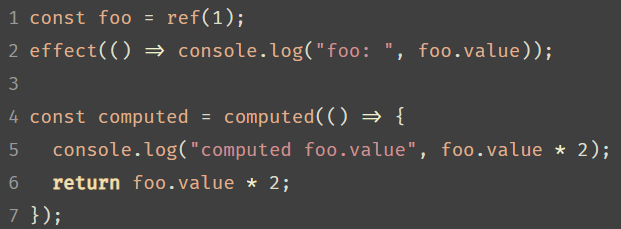 1 const foo = ref(1);
2 effect(() => console.log("foo: ", foo.value));
3
4 const computed = computed(() => {
5   console.log("computed foo.value", foo.value * 2);
6   return foo.value * 2;
7 });